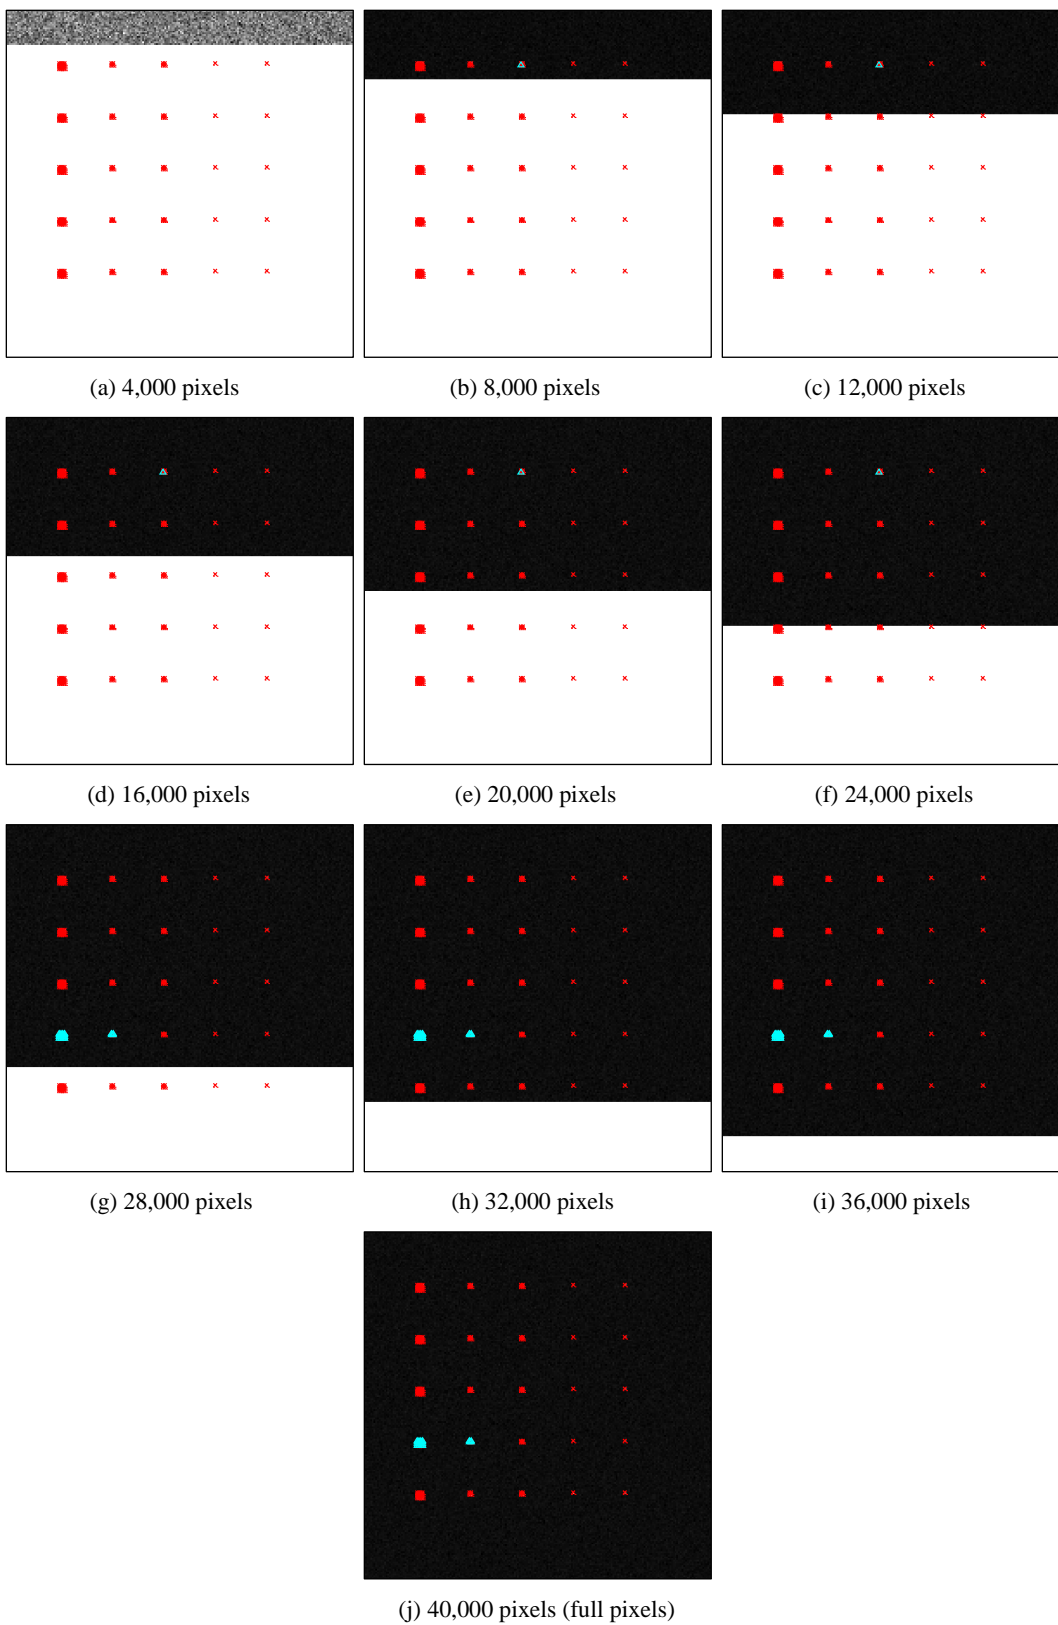 (a) 4,000 pixels
(b) 8,000 pixels
(c) 12,000 pixels
(d) 16,000 pixels
(e) 20,000 pixels
(f) 24,000 pixels
(g) 28,000 pixels
(h) 32,000 pixels
(i) 36,000 pixels
(j) 40,000 pixels (full pixels)